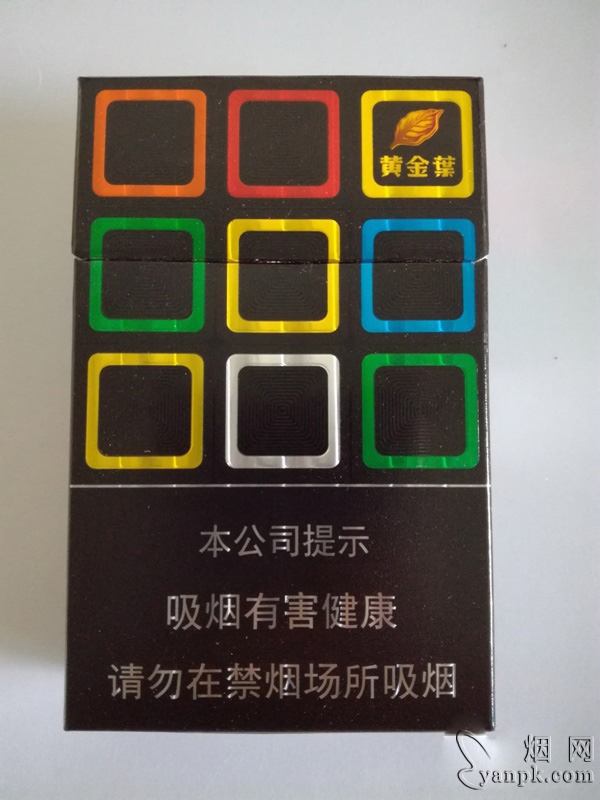 黄金葉
本公司提示
吸烟有害健康
请勿在禁烟场所吸烟
烟网
yanpk.com